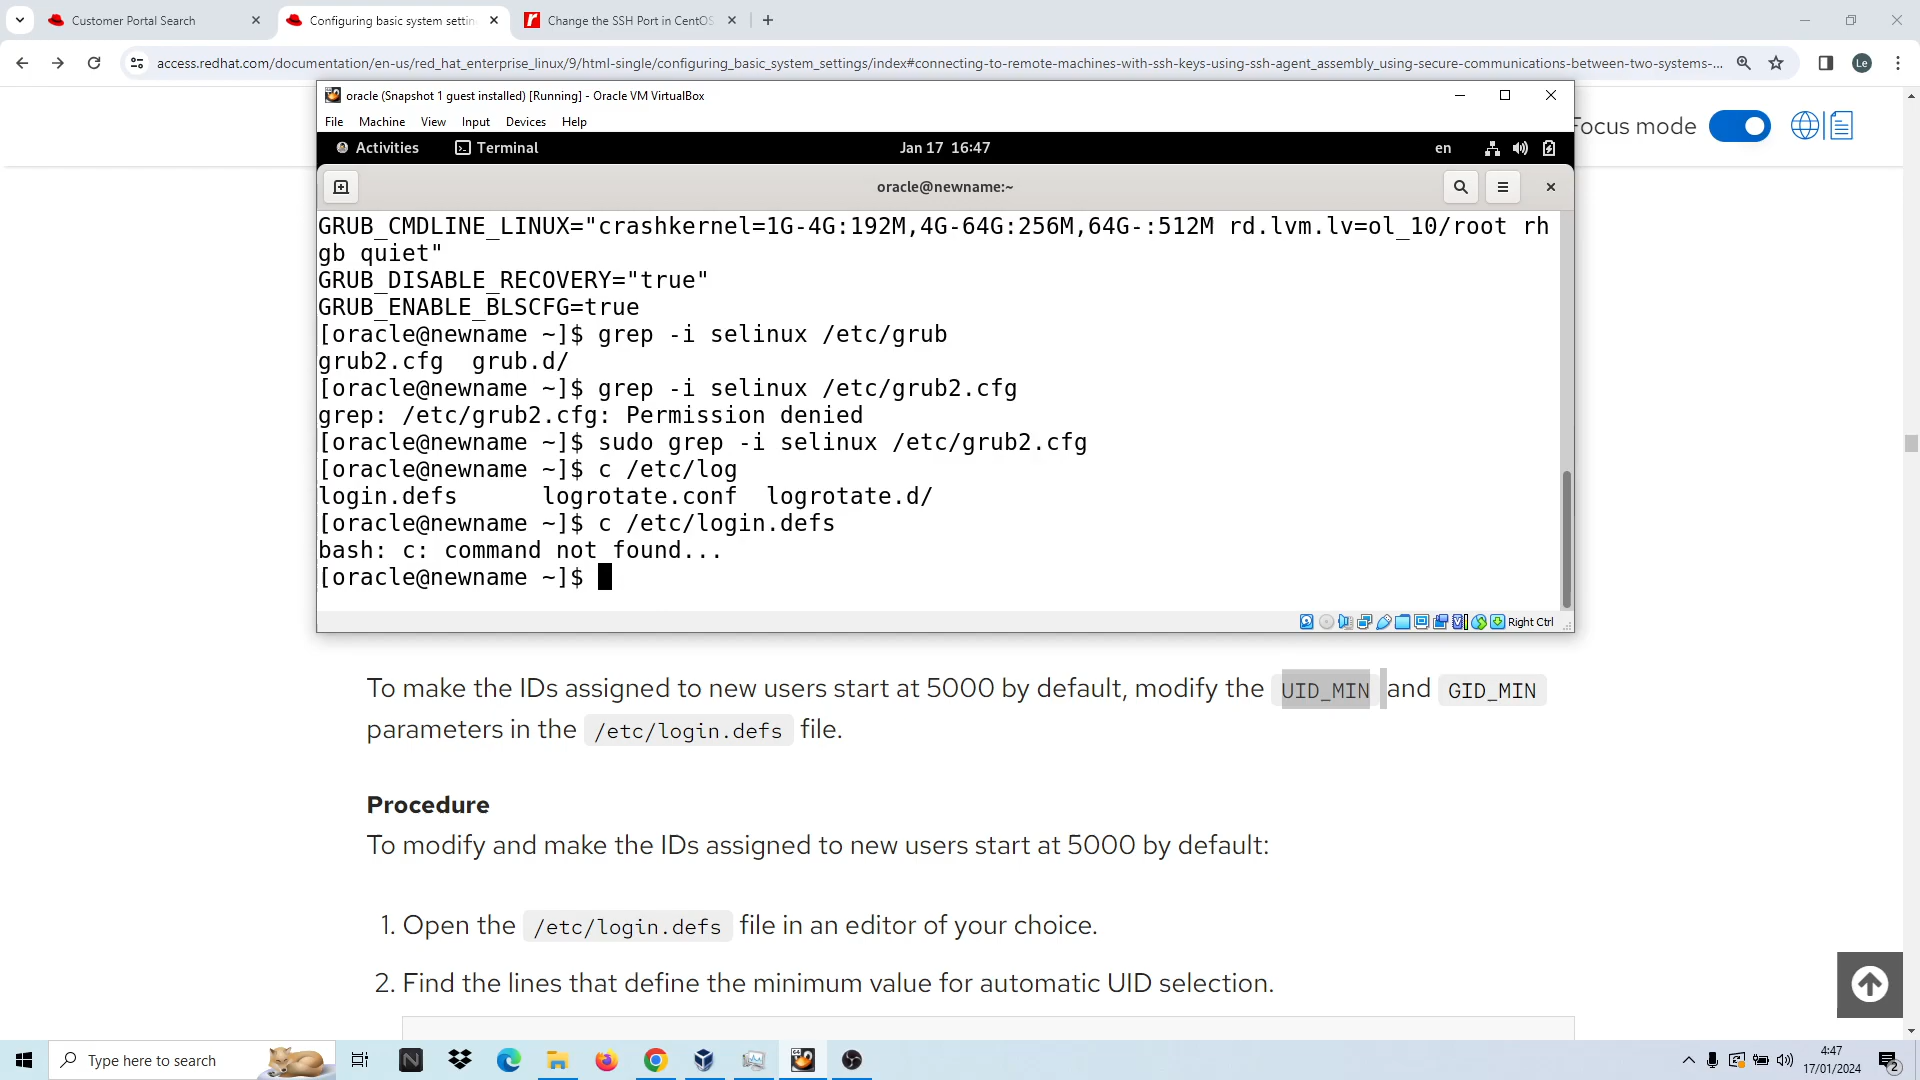 Customer Portal Search
Configuring basic system settin
Change the SSH Port in CentOS
access.redhat.com/documentation/en-us/red_hat_enterprise_linux/9/html-single/configuring_basic_system_settings/index#connecting-to-remote-machines-with-ssh-keys-using-ssh-agent_assembly_using-secure-communications-between-two-systems-...
Le
oracle (Snapshot 1 guest installed) [Running] - Oracle VM VirtualBox
File Machine View Input Devices Help
Focus mode
Activities Terminal Jan 17 16:47 en
oracle@newname:~
GRUB_CMDLINE_LINUX="crashkernel=1G-4G:192M,4G-64G:256M,64G-:512M rd.lvm.lv=ol_10/root rh
gb quiet"
GRUB_DISABLE_RECOVERY="true"
GRUB_ENABLE_BLSCFG=true
[oracle@newname ~]$ grep -i selinux /etc/grub
grub2.cfg grub.d/
[oracle@newname ~]$ grep -i selinux /etc/grub2.cfg
grep: /etc/grub2.cfg: Permission denied
[oracle@newname ~]$ sudo grep -i selinux /etc/grub2.cfg
[oracle@newname ~]$ c /etc/log
login.defs logrotate.conf logrotate.d/
[oracle@newname ~]$ c /etc/login.defs
bash: c: command not found...
[oracle@newname ~]$
Right Ctrl
To make the IDs assigned to new users start at 5000 by default, modify the UID_MIN and GID_MIN
parameters in the /etc/login.defs file.
Procedure
To modify and make the IDs assigned to new users start at 5000 by default:
1. Open the /etc/login.defs file in an editor of your choice.
2. Find the lines that define the minimum value for automatic UID selection.
Type here to search
4:47
17/01/2024
2